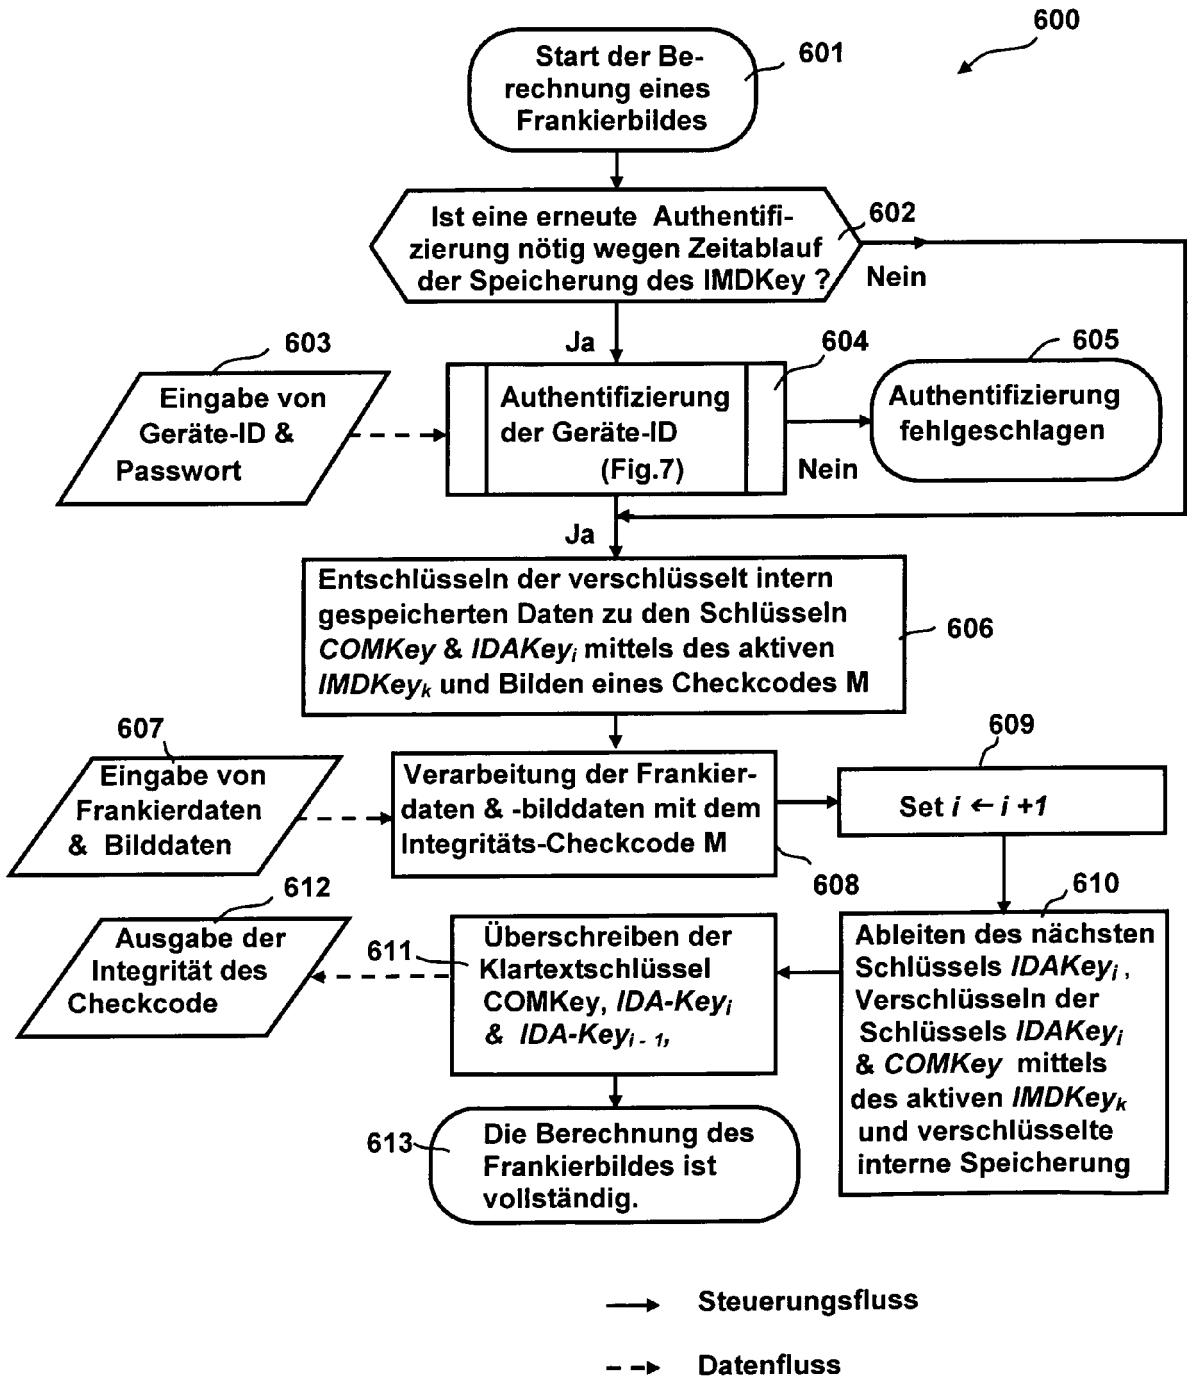 600
601
Start der Be-
rechnung eines
Frankierbildes
602
Ist eine erneute Authentifi-
zierung nötig wegen Zeitablauf
der Speicherung des IMDKey ?
Nein
Ja
603
Eingabe von
Geräte-ID &
Passwort
604
Authentifizierung
der Geräte-ID
(Fig.7)
Nein
605
Authentifizierung
fehlgeschlagen
Ja
606
Entschlüsseln der verschlüsselt intern
gespeicherten Daten zu den Schlüsseln
COMKey & IDAKeyi mittels des aktiven
IMDKeyk und Bilden eines Checkcodes M
607
Eingabe von
Frankierdaten
& Bilddaten
Verarbeitung der Frankier-
daten & -bilddaten mit dem
Integritäts-Checkcode M
608
609
Set i ← i +1
610
Ableiten des nächsten
Schlüssels IDAKeyi ,
Verschlüsseln der
Schlüssels IDAKeyi
& COMKey mittels
des aktiven IMDKeyk
und verschlüsselte
interne Speicherung
611
Überschreiben der
Klartextschlüssel
COMKey, IDA-Keyi
& IDA-Keyi - 1,
612
Ausgabe der
Integrität des
Checkcode
613
Die Berechnung des
Frankierbildes ist
vollständig.
Steuerungsfluss
Datenfluss